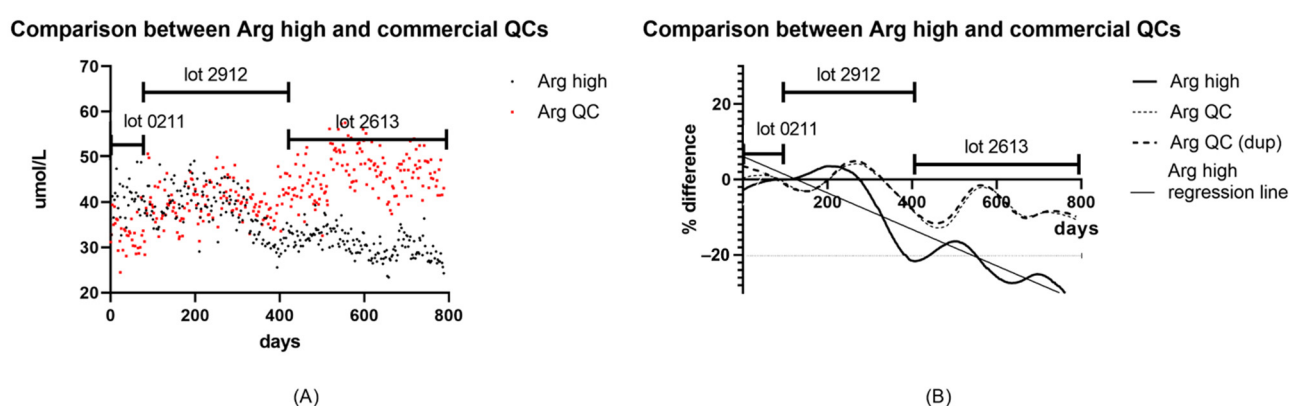 Comparison between Arg high and commercial QCs
70
60
50
40
30
20
umol/L
lot 2912
lot 0211
lot 2613
0
200
400
600
800
days
Arg high
Arg QC
(A)
Comparison between Arg high and commercial QCs
20
0
–20
% difference
lot 2912
lot 0211
lot 2613
200
400
600
800
days
Arg high
Arg QC
Arg QC (dup)
Arg high
regression line
(B)